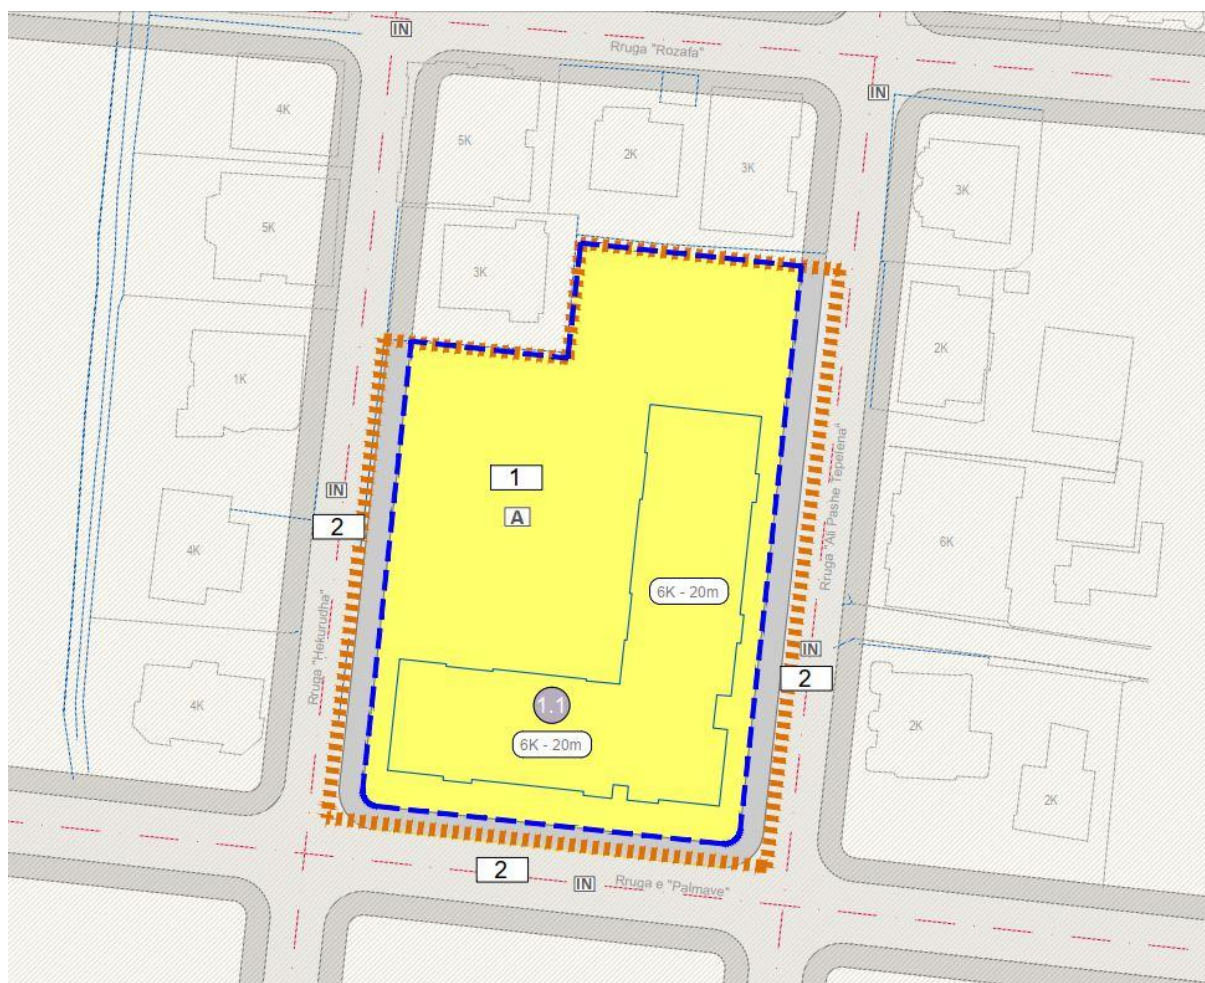 IN
Rruga "Rozafa"
IN
4K
5K
2K
3K
3K
5K
3K
2K
1K
1
Rruga "Ali Pashe Tepelena"
IN
A
2
4K
6K
6K - 20m
Rruga "Hekurudha"
IN
2
1.1
4K
6K - 20m
2K
2K
2
IN
Rruga e "Palmave"